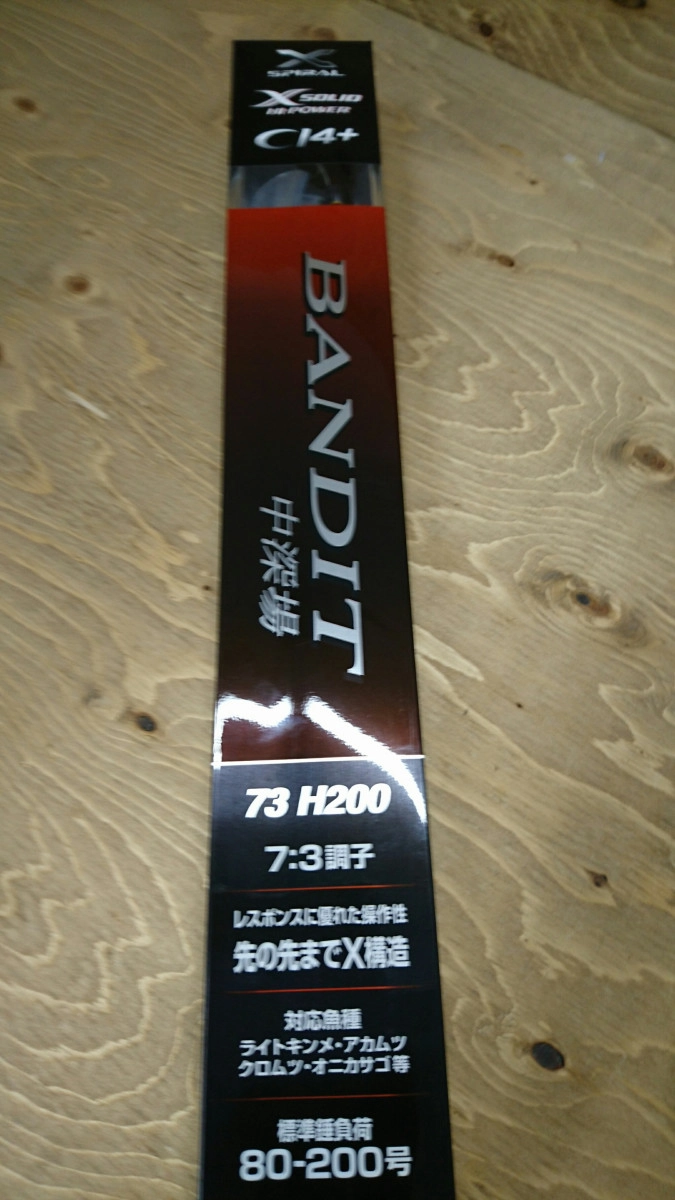 X
SPIRAL
X SOLID
HI-POWER
CI4+
BANDIT
中深場
73 H200
7:3調子
レスポンスに優れた操作性
先の先までX構造
対応魚種
ライトキンメ・アカムツ
クロムツ・オニカサゴ等
標準錘負荷
80-200号